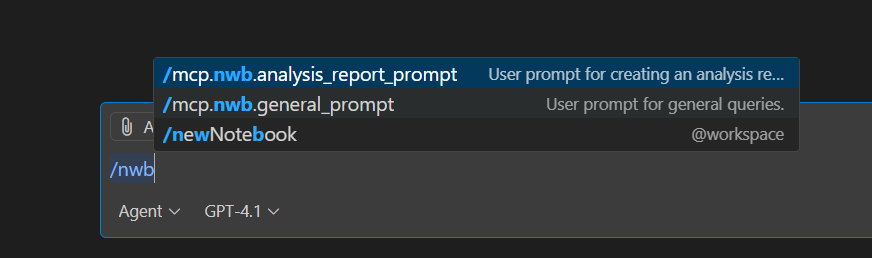 /mcp.nwb.analysis_report_prompt User prompt for creating an analysis re...
/mcp.nwb.general_prompt User prompt for general queries.
/newNotebook @workspace
A
/nwb
Agent GPT-4.1